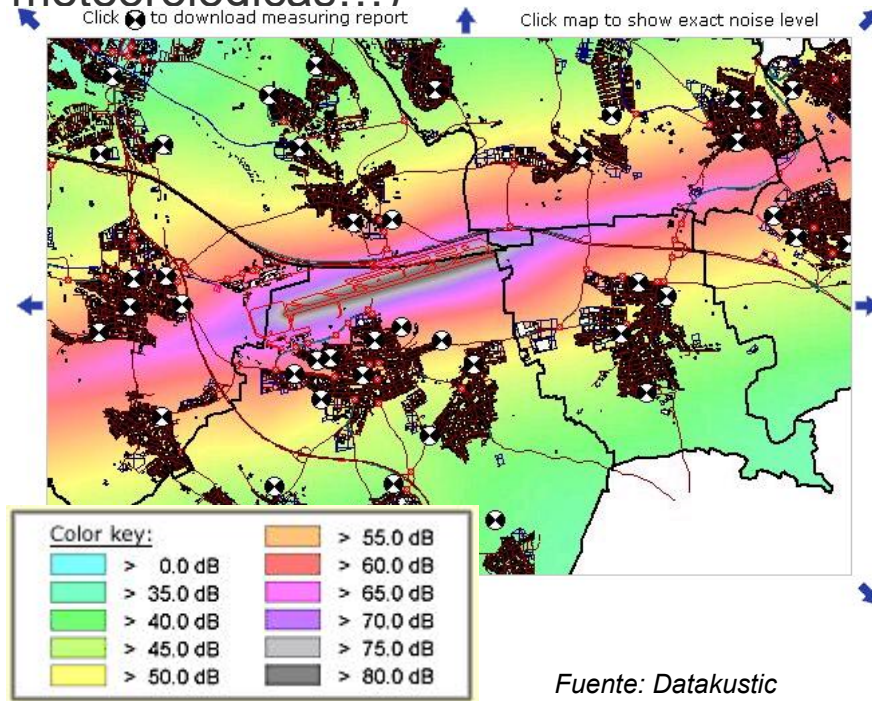 meteorológicas…)
Click to download measuring report
Click map to show exact noise level
Color key:
> 0.0 dB
> 35.0 dB
> 40.0 dB
> 45.0 dB
> 50.0 dB
> 55.0 dB
> 60.0 dB
> 65.0 dB
> 70.0 dB
> 75.0 dB
> 80.0 dB
Fuente: Datakustic